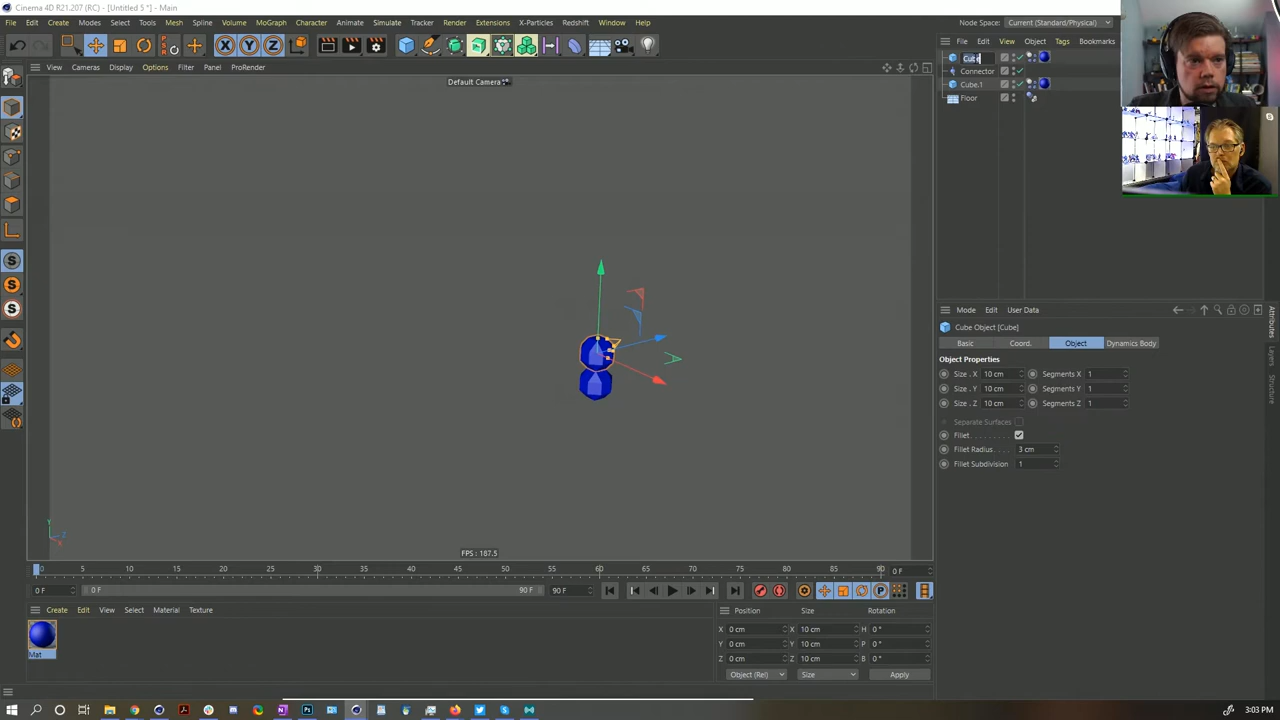 Cinema 4D R21.207 (RC) - [Untitled 5 *] - Main
File Edit Create Modes Select Tools Mesh Spline Volume MoGraph Character Animate Simulate Tracker Render Extensions X-Particles Redshift Window Help
Node Space: Current (Standard/Physical)
File Edit View Object Tags Bookmarks
View Cameras Display Options Filter Panel ProRender
Default Camera
Cube
Connector
Cube.1
Floor
Mode Edit User Data
Cube Object [Cube]
Basic Coord. Object Dynamics Body
Object Properties
Size . X 10 cm Segments X 1
Size . Y 10 cm Segments Y 1
Size . Z 10 cm Segments Z 1
Separate Surfaces
Fillet
Fillet Radius 3 cm
Fillet Subdivision 1
Attributes
Layers
Structure
Y
Z
X
FPS : 187.5
0 5 10 15 20 25 30 35 40 45 50 55 60 65 70 75 80 85 90 0 F
0 F 0 F 90 F 90 F
Create Edit View Select Material Texture
Mat
Position Size Rotation
X 0 cm X 10 cm H 0 °
Y 0 cm Y 10 cm P 0 °
Z 0 cm Z 10 cm B 0 °
Object (Rel) Size Apply
3:03 PM